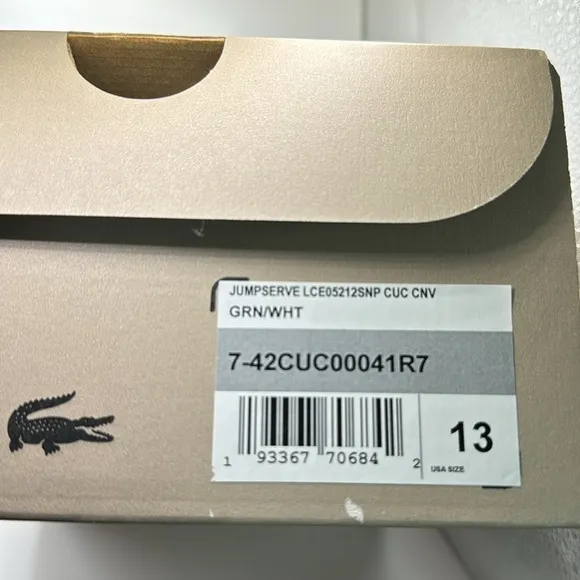 JUMPSERVE LCE05212SNP CUC CNV
GRN/WHT
7-42CUC00041R7
1 93367 70684 2
13
USA SIZE